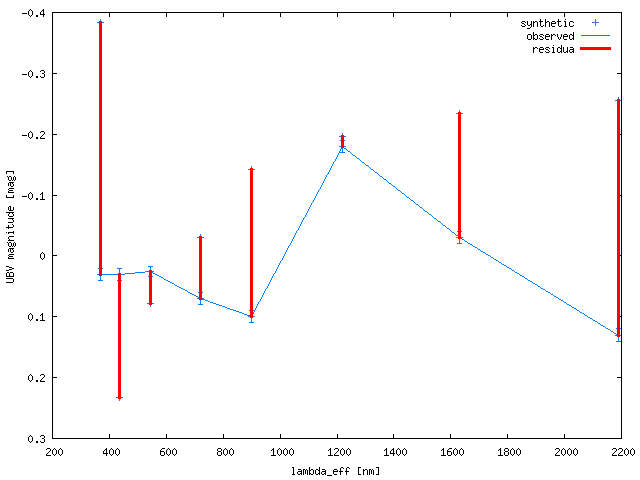 -0.4
-0.3
-0.2
-0.1
0
0.1
0.2
0.3
UBV magnitude [mag]
synthetic
observed
residua
200 400 600 800 1000 1200 1400 1600 1800 2000 2200
lambda_eff [nm]